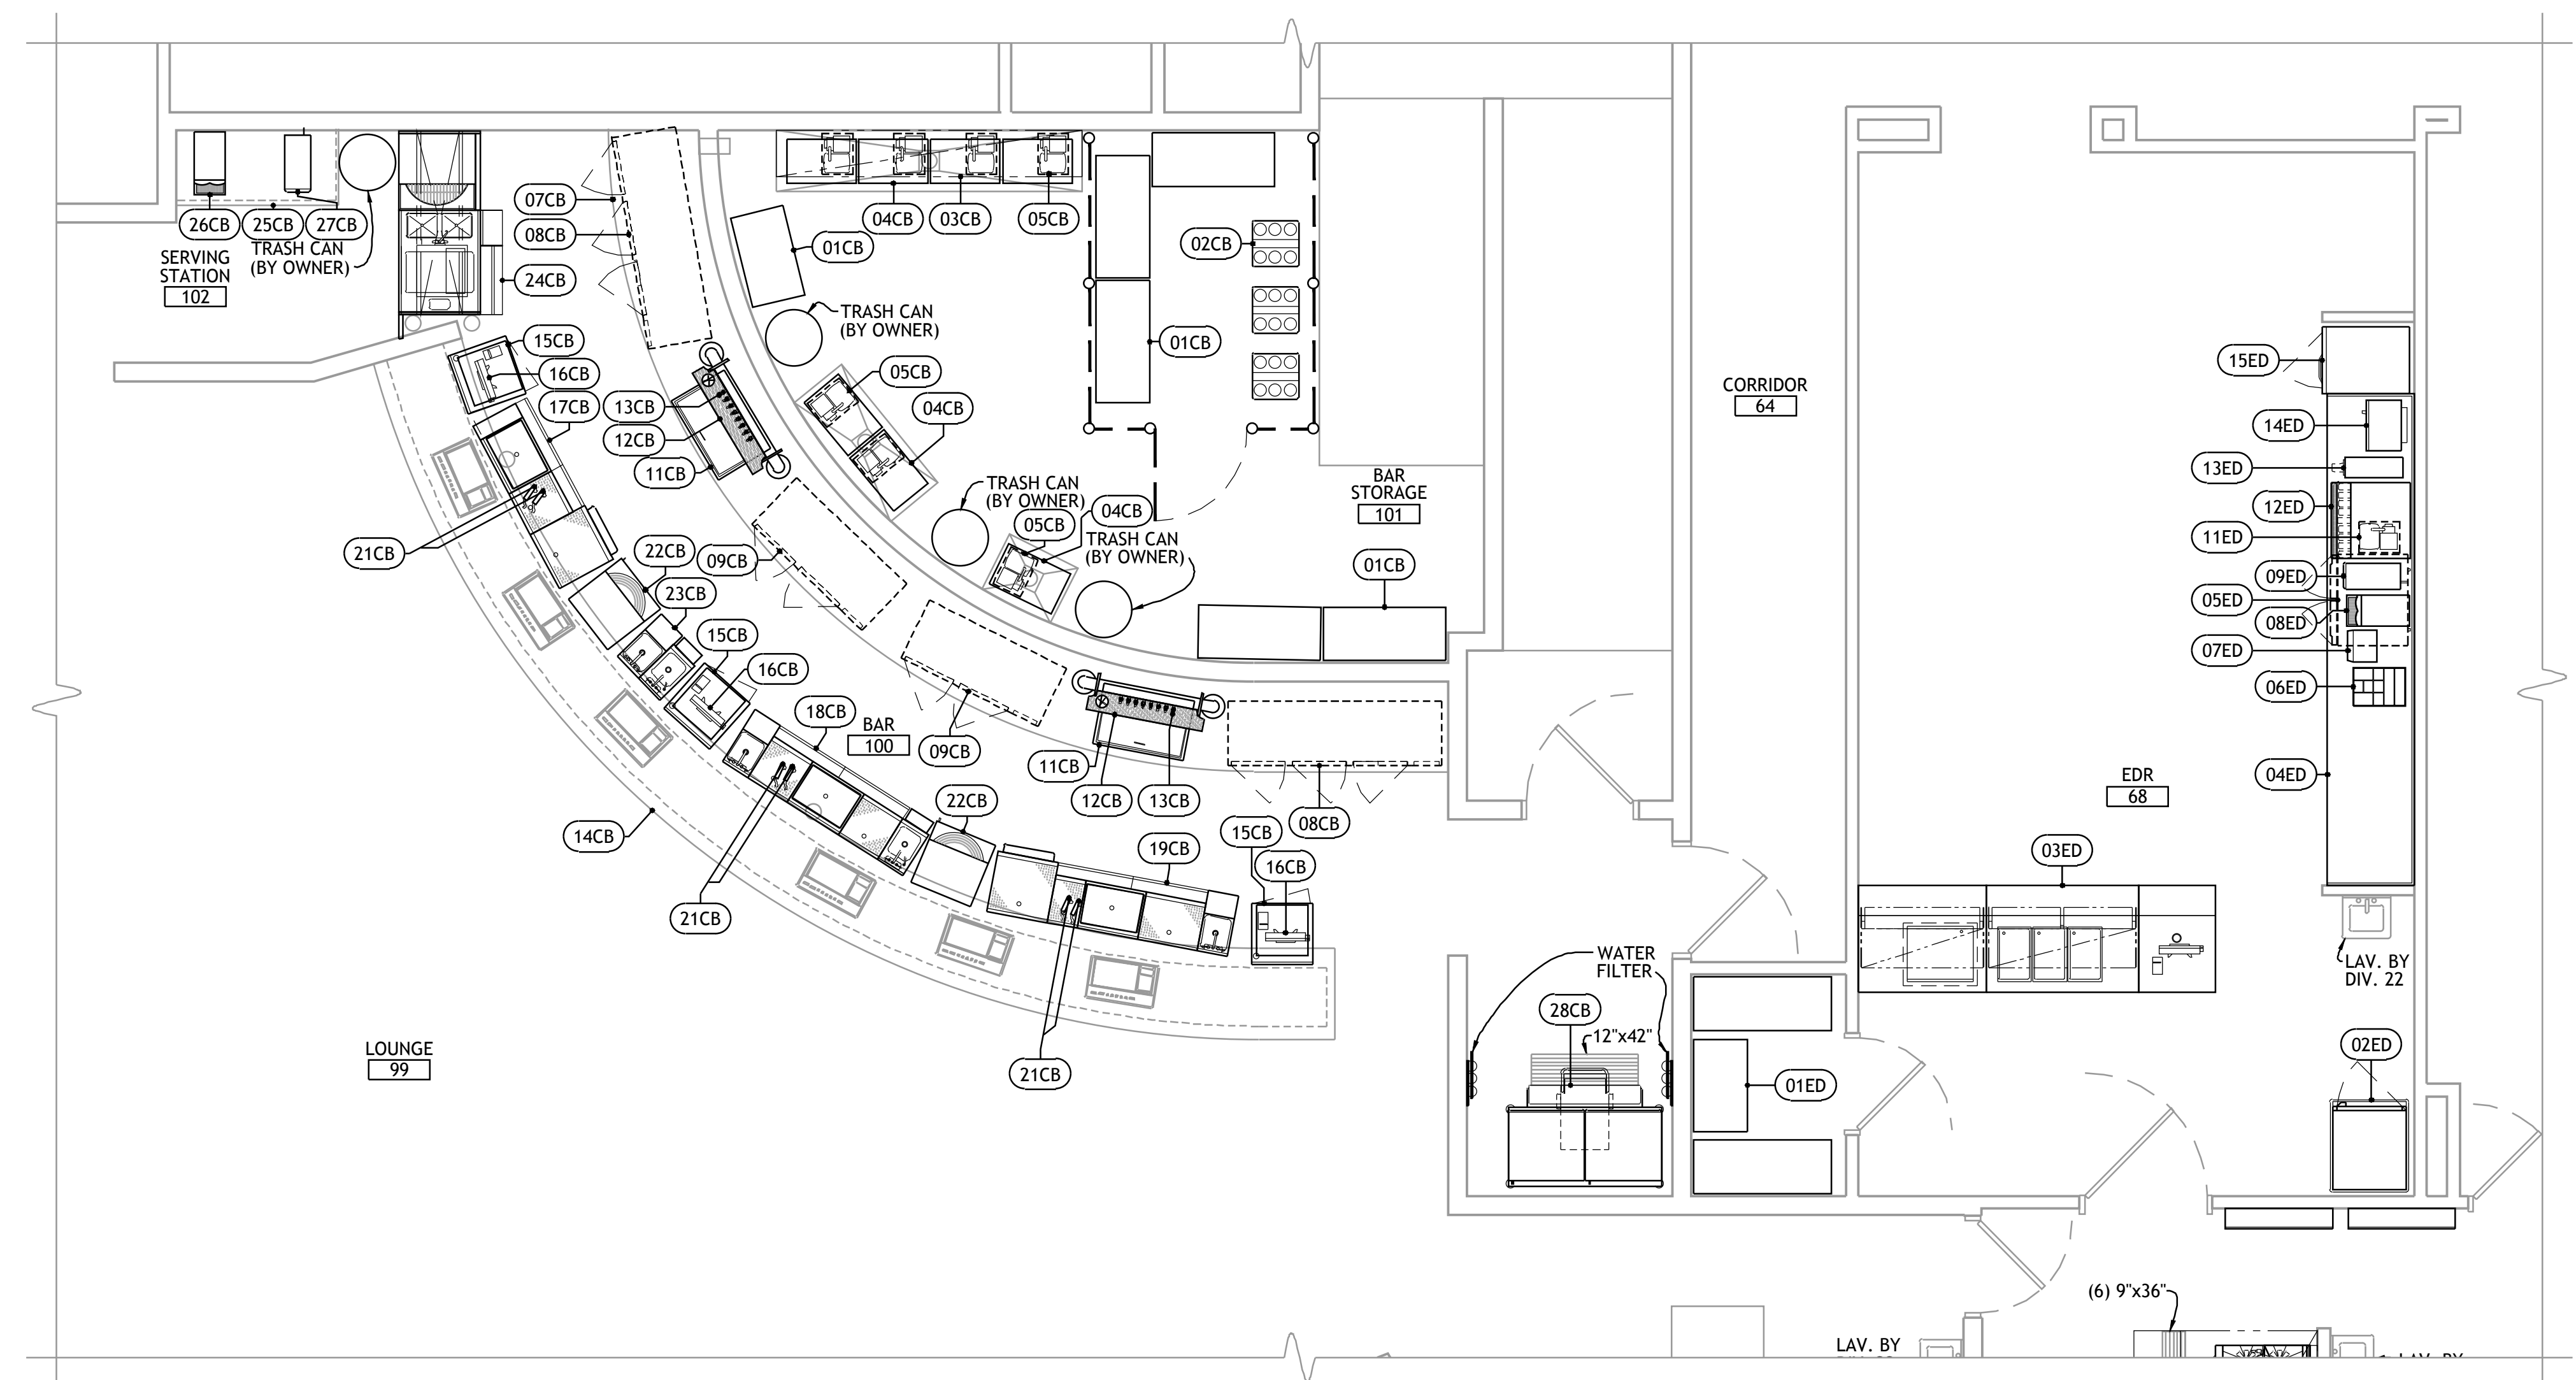 26CB
25CB
27CB
TRASH CAN
(BY OWNER)
SERVING
STATION
102
24CB
07CB
08CB
04CB
03CB
05CB
01CB
02CB
TRASH CAN
(BY OWNER)
01CB
15CB
16CB
17CB
13CB
12CB
11CB
05CB
04CB
TRASH CAN
(BY OWNER)
05CB
04CB
TRASH CAN
(BY OWNER)
BAR
STORAGE
101
01CB
21CB
22CB
09CB
23CB
15CB
16CB
18CB
BAR
100
09CB
11CB
12CB
13CB
08CB
14CB
22CB
15CB
16CB
19CB
21CB
21CB
LOUNGE
99
CORRIDOR
64
15ED
14ED
13ED
12ED
11ED
09ED
05ED
08ED
07ED
06ED
04ED
EDR
68
03ED
LAV. BY
DIV. 22
02ED
WATER
FILTER
28CB
12"x42"
01ED
(6) 9"x36"
LAV. BY